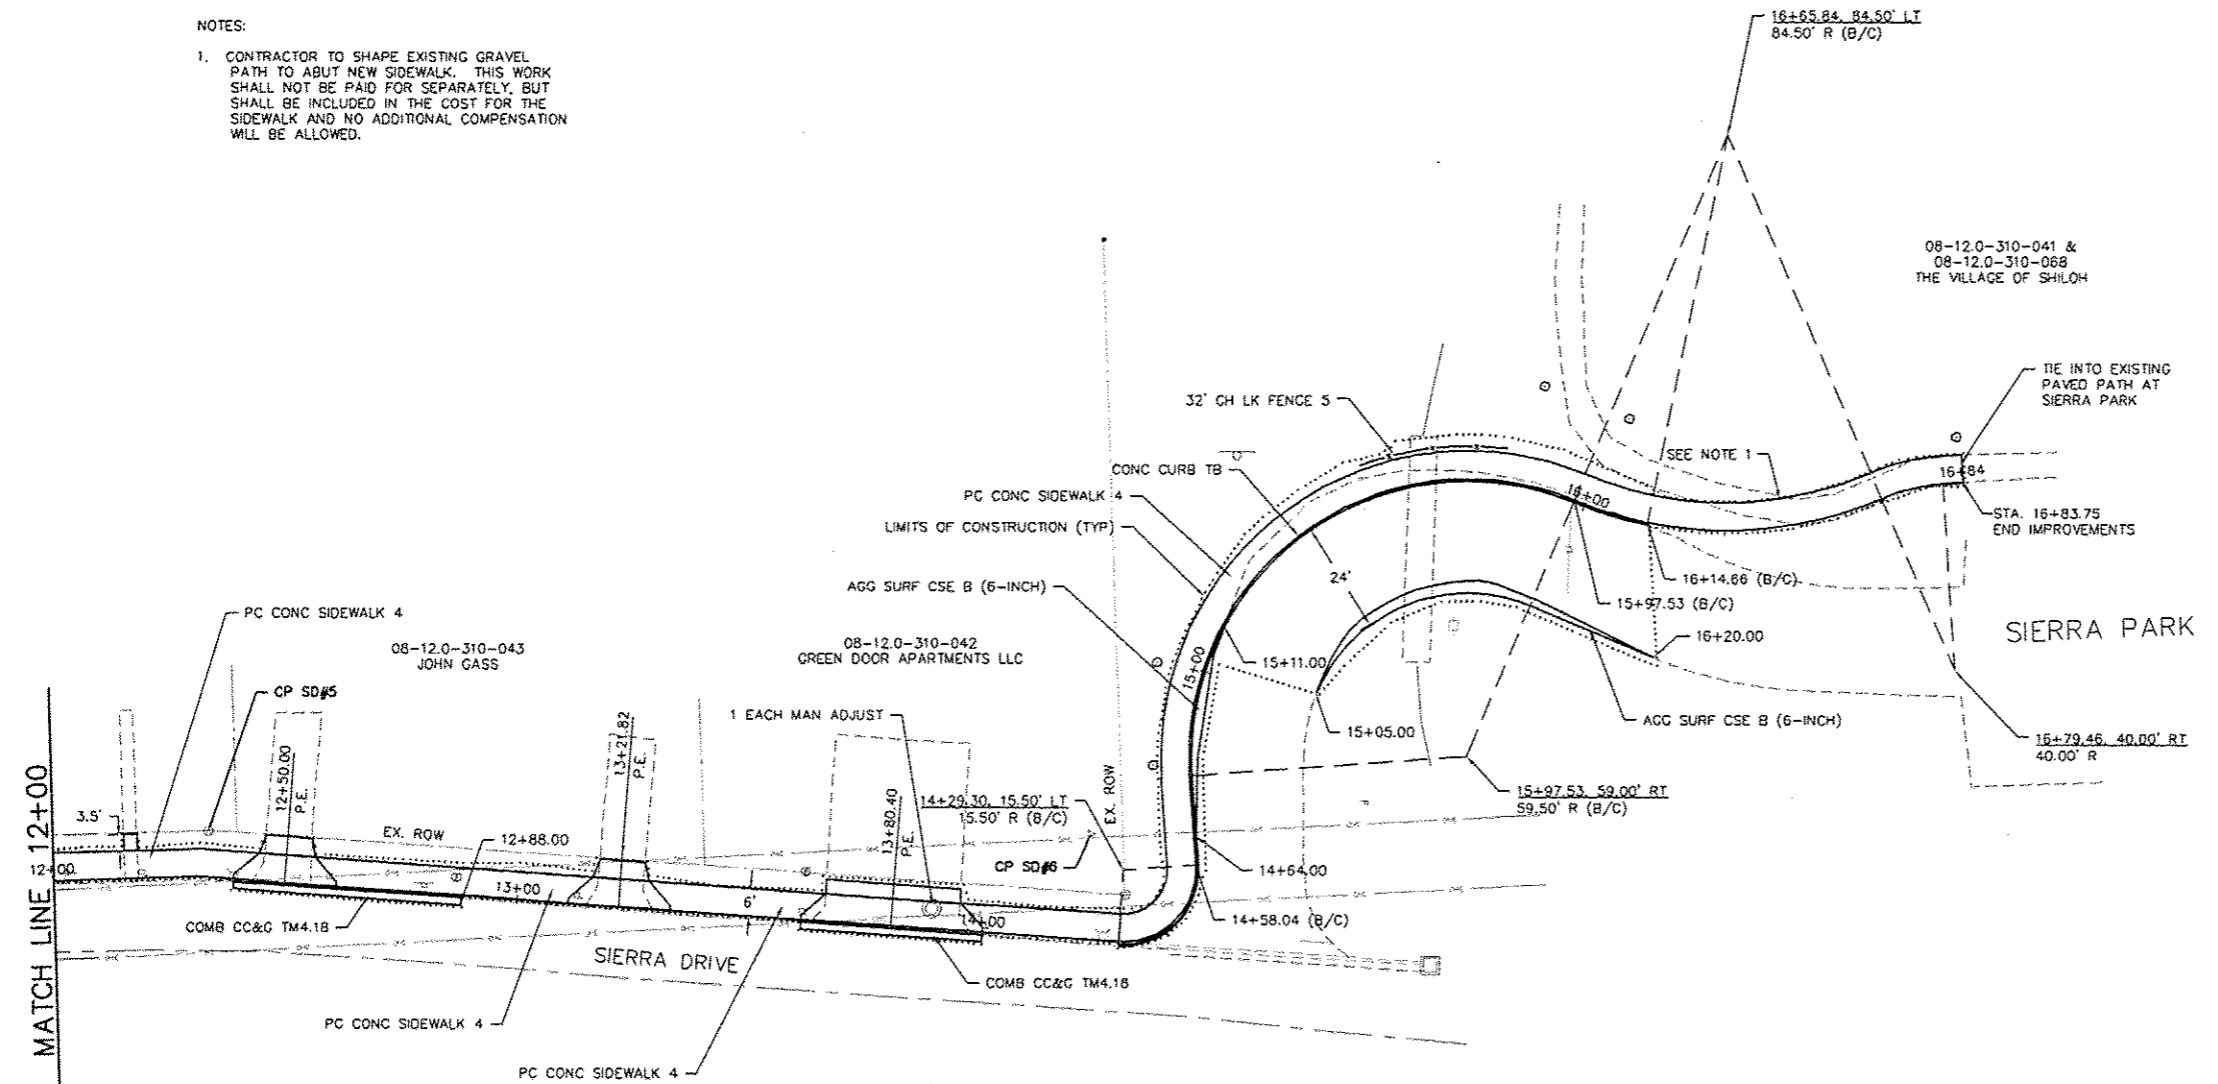 NOTES:
1. CONTRACTOR TO SHAPE EXISTING GRAVEL
PATH TO ABUT NEW SIDEWALK. THIS WORK
SHALL NOT BE PAID FOR SEPARATELY, BUT
SHALL BE INCLUDED IN THE COST FOR THE
SIDEWALK AND NO ADDITIONAL COMPENSATION
WILL BE ALLOWED.
16+65.84, 84.50' LT
84.50' R (B/C)
08-12.0-310-041 &
08-12.0-310-068
THE VILLAGE OF SHILOH
TIE INTO EXISTING
PAVED PATH AT
SIERRA PARK
32' CH LK FENCE 5
SEE NOTE 1
16+84
CONC CURB TB
PC CONC SIDEWALK 4
16+00
LIMITS OF CONSTRUCTION (TYP)
STA. 16+83.75
END IMPROVEMENTS
AGG SURF CSE B (6-INCH)
24'
16+14.66 (B/C)
15+97.53 (B/C)
PC CONC SIDEWALK 4
SIERRA PARK
16+20.00
08-12.0-310-043
JOHN GASS
08-12.0-310-042
GREEN DOOR APARTMENTS LLC
15+00
15+11.00
CP SD#5
1 EACH MAN ADJUST
15+05.00
AGG SURF CSE B (6-INCH)
16+79.46, 40.00' RT
40.00' R
12+50.00
P.E.
13+21.82
P.E.
13+80.40
P.E.
EX. ROW
14+29.30, 15.50' LT
15.50' R (B/C)
15+97.53, 59.00' RT
59.50' R (B/C)
MATCH LINE 12+00
3.5'
EX. ROW
12+88.00
12+00
CP SD#6
14+64.00
13+00
6'
14+00
14+58.04 (B/C)
COMB CC&G TM4.18
SIERRA DRIVE
COMB CC&G TM4.18
PC CONC SIDEWALK 4
PC CONC SIDEWALK 4